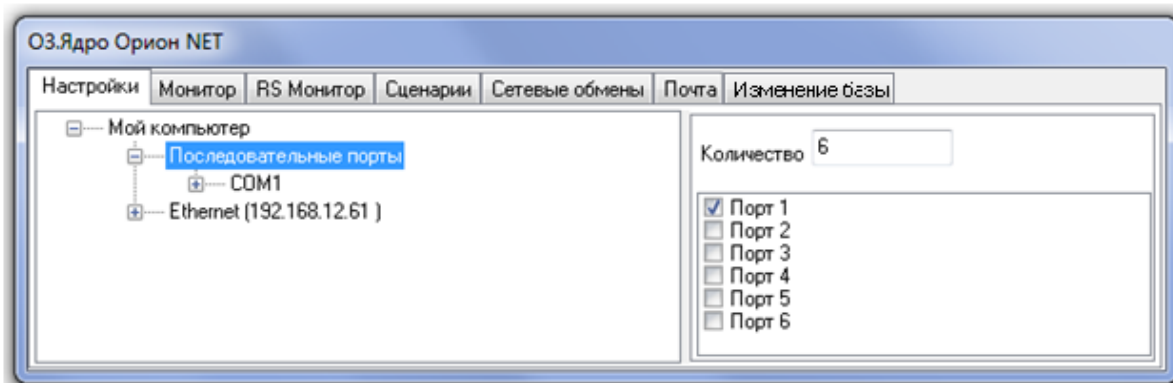 ОЗ.Ядро Орион NET
Настройки Монитор RS Монитор Сценарии Сетевые обмены Почта Изменение базы
Мой компьютер
Последовательные порты
COM1
Ethernet (192.168.12.61 )
Количество 6
Порт 1
Порт 2
Порт 3
Порт 4
Порт 5
Порт 6